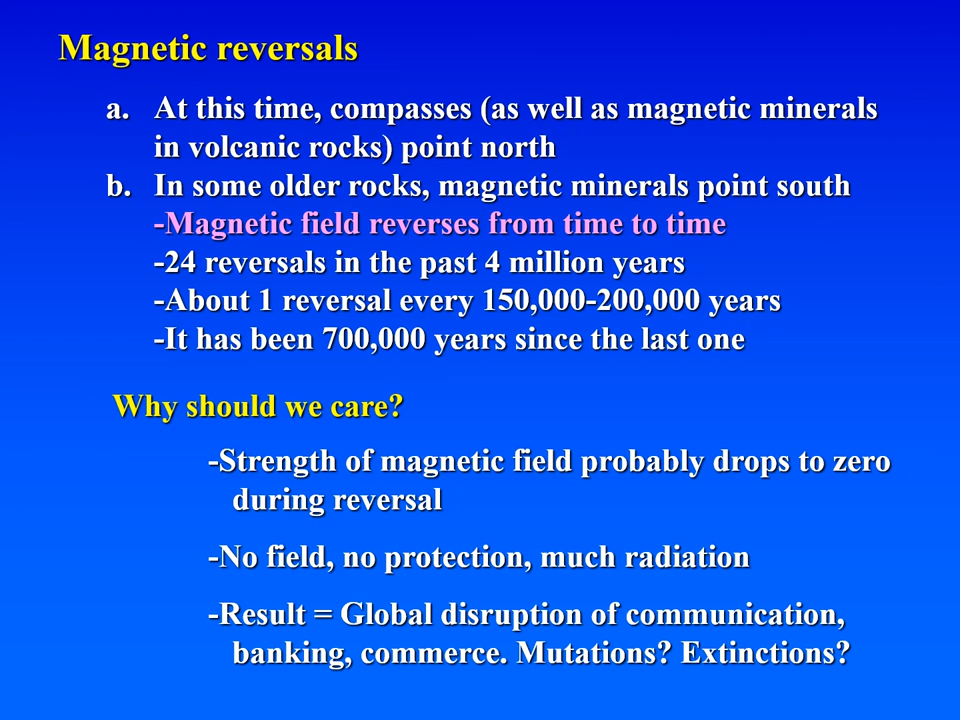 Magnetic reversals
a. At this time, compasses (as well as magnetic minerals
in volcanic rocks) point north
b. In some older rocks, magnetic minerals point south
-Magnetic field reverses from time to time
-24 reversals in the past 4 million years
-About 1 reversal every 150,000-200,000 years
-It has been 700,000 years since the last one
Why should we care?
-Strength of magnetic field probably drops to zero
during reversal
-No field, no protection, much radiation
-Result = Global disruption of communication,
banking, commerce. Mutations? Extinctions?